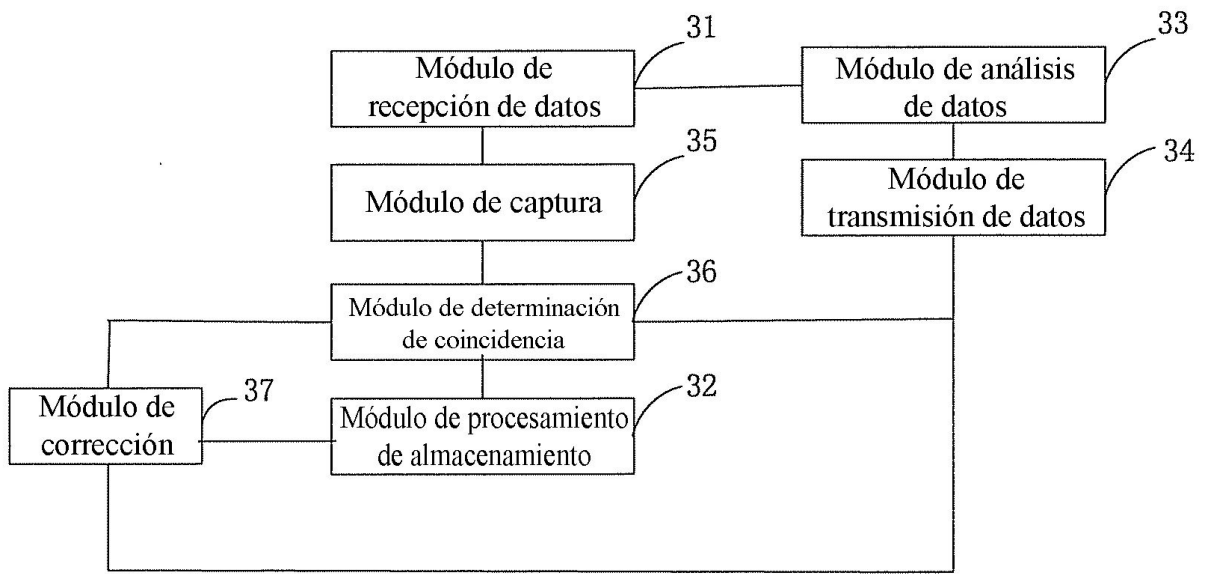 31
Módulo de
recepción de datos
33
Módulo de análisis
de datos
35
Módulo de captura
34
Módulo de
transmisión de datos
36
Módulo de determinación
de coincidencia
37
Módulo de
corrección
32
Módulo de procesamiento
de almacenamiento